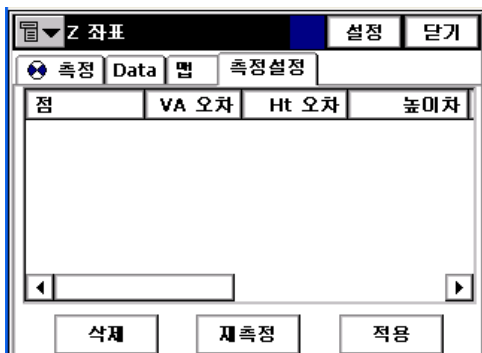 Z 좌표 설정 닫기
측정 Data 맵 측정설정
점 VA 오차 Ht 오차 높이차
삭제 재측정 적용